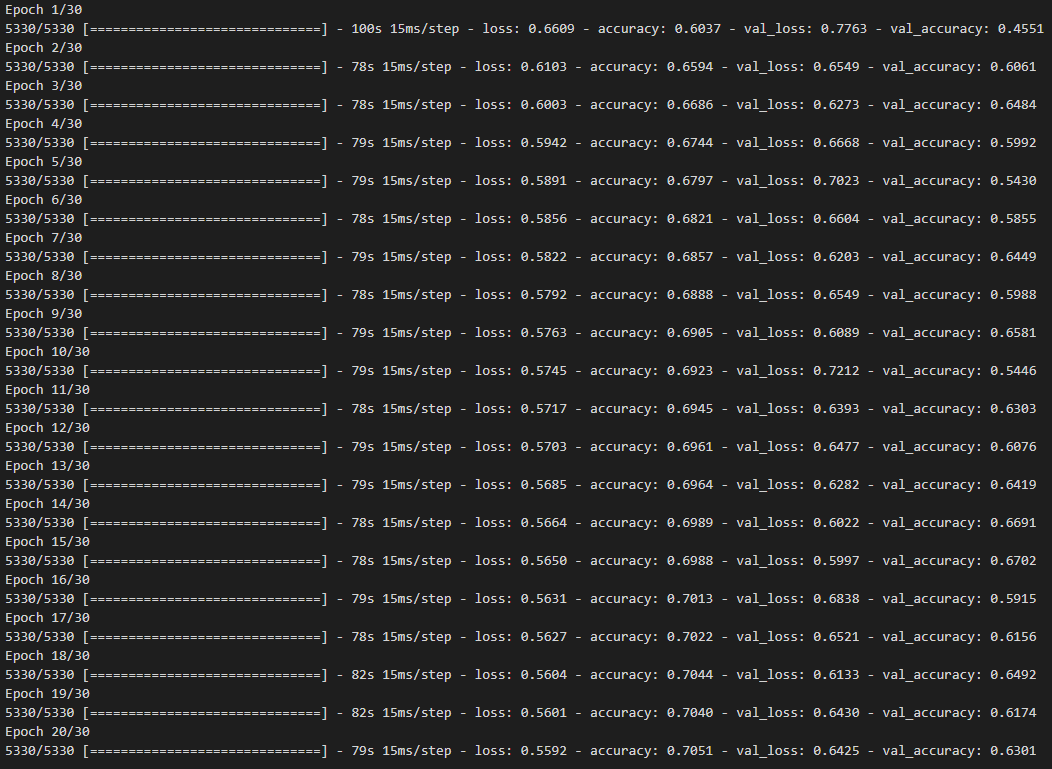 Epoch 1/30
5330/5330 [==============================] - 100s 15ms/step - loss: 0.6609 - accuracy: 0.6037 - val_loss: 0.7763 - val_accuracy: 0.4551
Epoch 2/30
5330/5330 [==============================] - 78s 15ms/step - loss: 0.6103 - accuracy: 0.6594 - val_loss: 0.6549 - val_accuracy: 0.6061
Epoch 3/30
5330/5330 [==============================] - 78s 15ms/step - loss: 0.6003 - accuracy: 0.6686 - val_loss: 0.6273 - val_accuracy: 0.6484
Epoch 4/30
5330/5330 [==============================] - 79s 15ms/step - loss: 0.5942 - accuracy: 0.6744 - val_loss: 0.6668 - val_accuracy: 0.5992
Epoch 5/30
5330/5330 [==============================] - 79s 15ms/step - loss: 0.5891 - accuracy: 0.6797 - val_loss: 0.7023 - val_accuracy: 0.5430
Epoch 6/30
5330/5330 [==============================] - 78s 15ms/step - loss: 0.5856 - accuracy: 0.6821 - val_loss: 0.6604 - val_accuracy: 0.5855
Epoch 7/30
5330/5330 [==============================] - 79s 15ms/step - loss: 0.5822 - accuracy: 0.6857 - val_loss: 0.6203 - val_accuracy: 0.6449
Epoch 8/30
5330/5330 [==============================] - 78s 15ms/step - loss: 0.5792 - accuracy: 0.6888 - val_loss: 0.6549 - val_accuracy: 0.5988
Epoch 9/30
5330/5330 [==============================] - 79s 15ms/step - loss: 0.5763 - accuracy: 0.6905 - val_loss: 0.6089 - val_accuracy: 0.6581
Epoch 10/30
5330/5330 [==============================] - 79s 15ms/step - loss: 0.5745 - accuracy: 0.6923 - val_loss: 0.7212 - val_accuracy: 0.5446
Epoch 11/30
5330/5330 [==============================] - 78s 15ms/step - loss: 0.5717 - accuracy: 0.6945 - val_loss: 0.6393 - val_accuracy: 0.6303
Epoch 12/30
5330/5330 [==============================] - 79s 15ms/step - loss: 0.5703 - accuracy: 0.6961 - val_loss: 0.6477 - val_accuracy: 0.6076
Epoch 13/30
5330/5330 [==============================] - 79s 15ms/step - loss: 0.5685 - accuracy: 0.6964 - val_loss: 0.6282 - val_accuracy: 0.6419
Epoch 14/30
5330/5330 [==============================] - 78s 15ms/step - loss: 0.5664 - accuracy: 0.6989 - val_loss: 0.6022 - val_accuracy: 0.6691
Epoch 15/30
5330/5330 [==============================] - 78s 15ms/step - loss: 0.5650 - accuracy: 0.6988 - val_loss: 0.5997 - val_accuracy: 0.6702
Epoch 16/30
5330/5330 [==============================] - 79s 15ms/step - loss: 0.5631 - accuracy: 0.7013 - val_loss: 0.6838 - val_accuracy: 0.5915
Epoch 17/30
5330/5330 [==============================] - 78s 15ms/step - loss: 0.5627 - accuracy: 0.7022 - val_loss: 0.6521 - val_accuracy: 0.6156
Epoch 18/30
5330/5330 [==============================] - 82s 15ms/step - loss: 0.5604 - accuracy: 0.7044 - val_loss: 0.6133 - val_accuracy: 0.6492
Epoch 19/30
5330/5330 [==============================] - 82s 15ms/step - loss: 0.5601 - accuracy: 0.7040 - val_loss: 0.6430 - val_accuracy: 0.6174
Epoch 20/30
5330/5330 [==============================] - 79s 15ms/step - loss: 0.5592 - accuracy: 0.7051 - val_loss: 0.6425 - val_accuracy: 0.6301